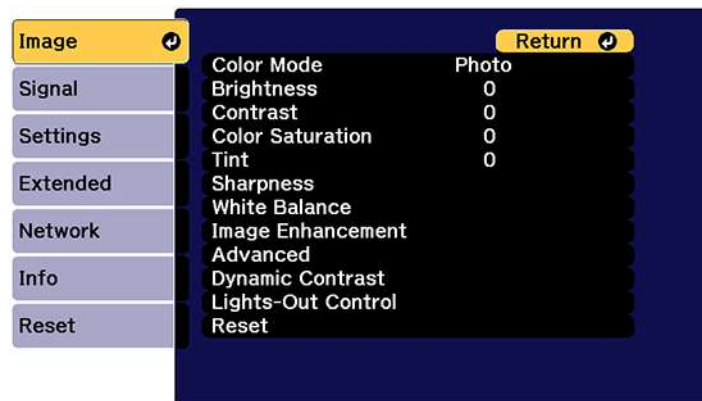 Image
Signal
Settings
Extended
Network
Info
Reset
Return
Color Mode Photo
Brightness 0
Contrast 0
Color Saturation 0
Tint 0
Sharpness
White Balance
Image Enhancement
Advanced
Dynamic Contrast
Lights-Out Control
Reset